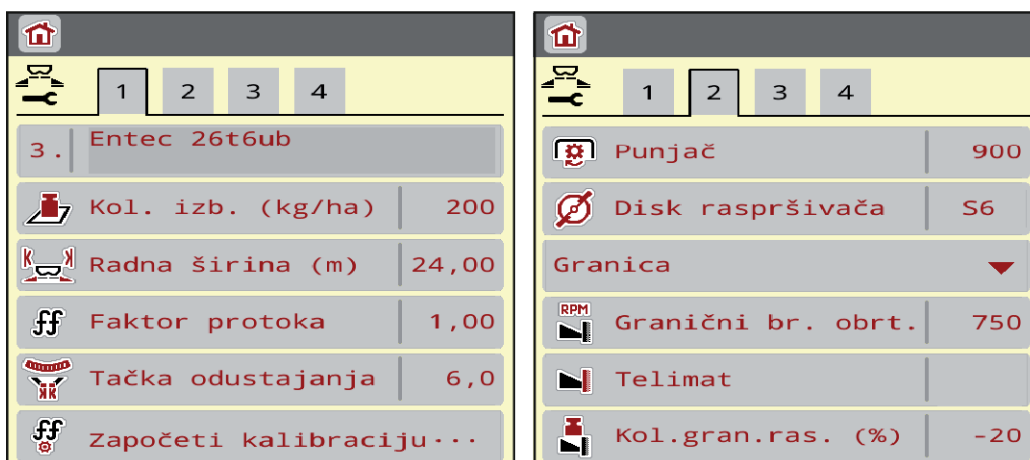 1 2 3 4
3. Entec 26t6ub
Kol. izb. (kg/ha) 200
Radna širina (m) 24,00
ff Faktor protoka 1,00
Tačka odustajanja 6,0
ff Započeti kalibraciju...
1 2 3 4
Punjač 900
Disk raspršivača S6
Granica
RPM Granični br. obrt. 750
Telimat
Kol.gran.ras. (%) -20